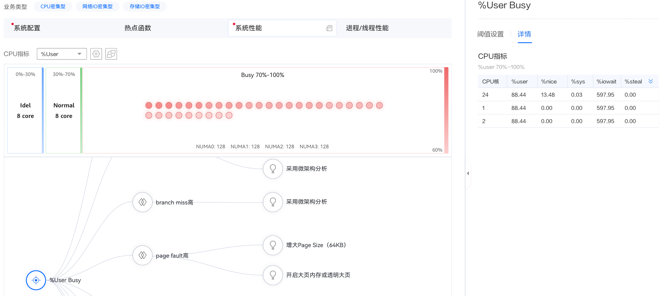 业务类型 CPU密集型 网络IO密集型 存储IO密集型
系统配置 热点函数 系统性能 进程/线程性能
CPU指标 %User
0%-30% 30%-70% Busy 70%-100% 100%
Idel Normal
8 core 8 core
NUMA0: 128 NUMA1: 128 NUMA2: 128 NUMA3: 128
60%
采用微架构分析
branch miss高 采用微架构分析
增大Page Size（64KB）
page fault高
开启大页内存或透明大页
%User Busy
%User Busy
阈值设置 详情
CPU指标
%user 70%~100%
CPU核 %user %nice %sys %iowait %steal
24 88.44 13.48 0.03 597.95 0.00
1 88.44 0.00 0.00 597.95 0.00
2 88.44 0.00 0.00 597.95 0.00